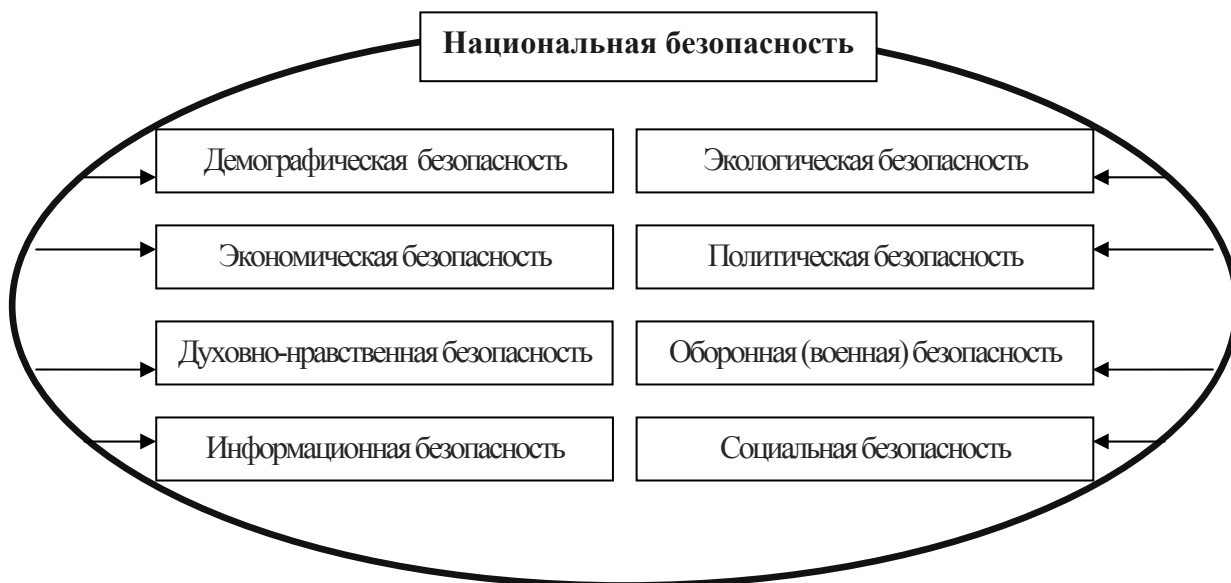 Национальная безопасность
Демографическая безопасность
Экологическая безопасность
Экономическая безопасность
Политическая безопасность
Духовно-нравственная безопасность
Оборонная (военная) безопасность
Информационная безопасность
Социальная безопасность